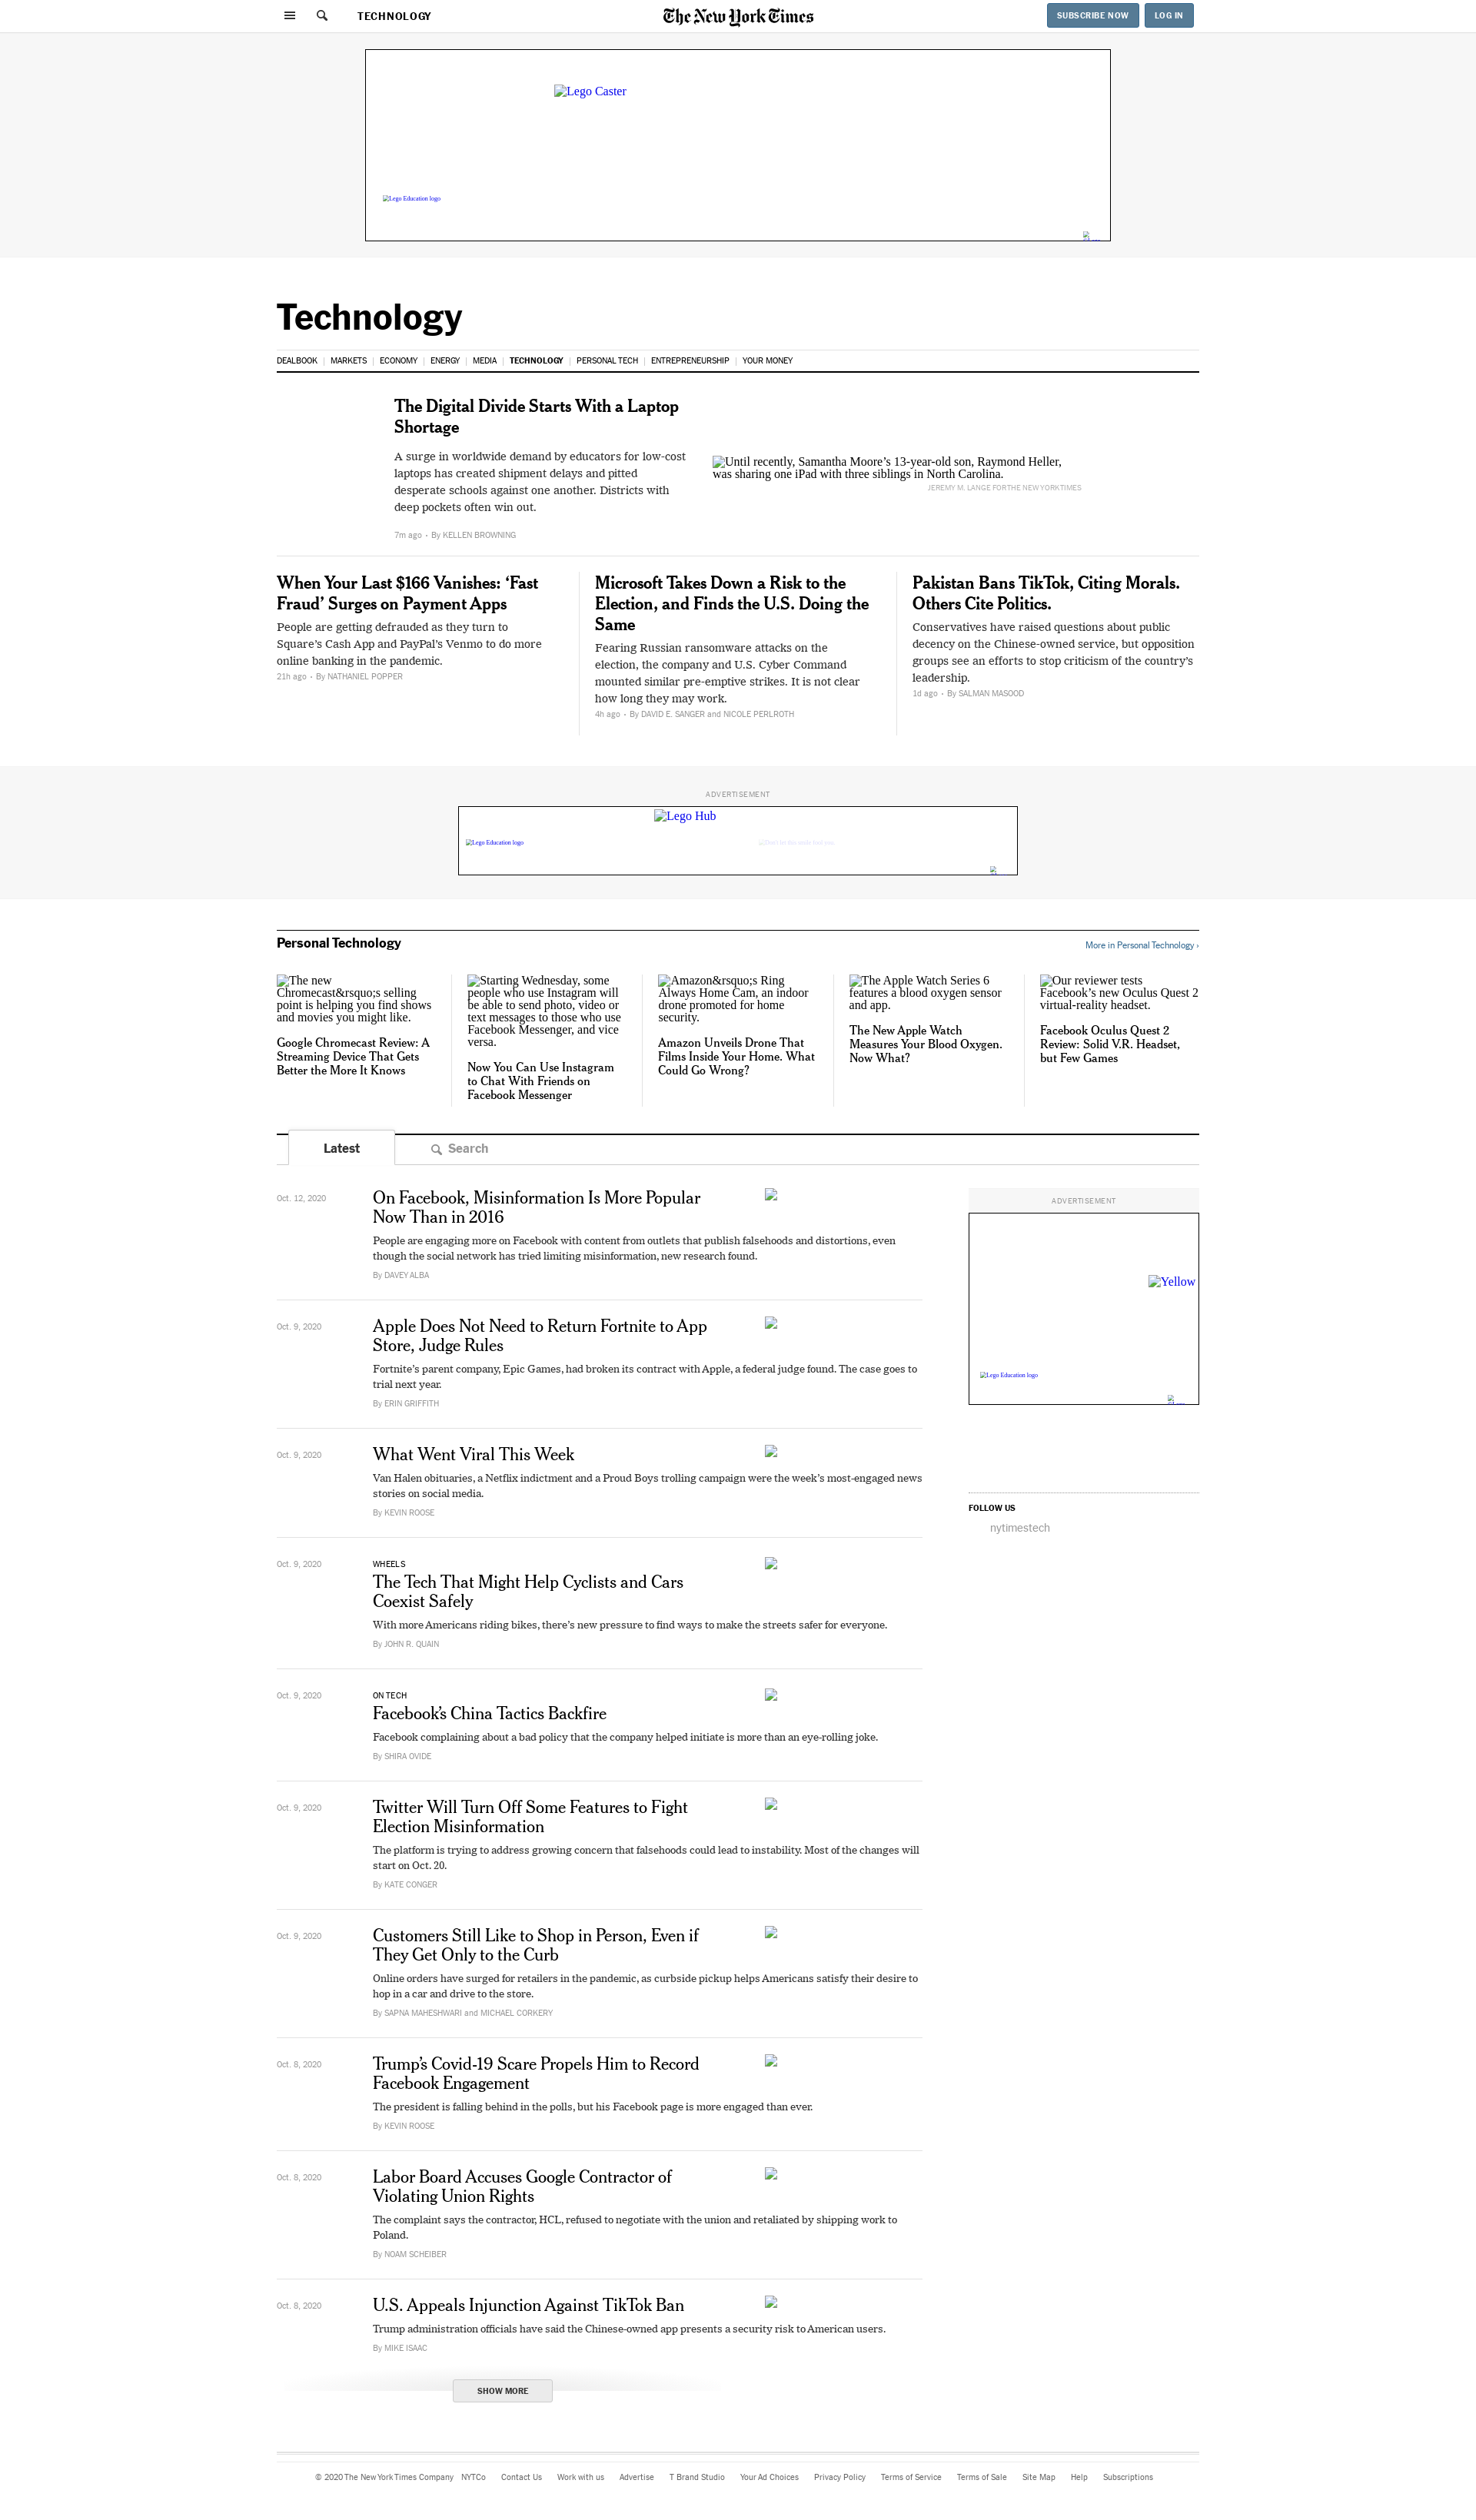 TECHNOLOGY
The New York Times
SUBSCRIBE NOW
LOG IN
Lego Caster
Lego Education logo
Technology
DEALBOOK | MARKETS | ECONOMY | ENERGY | MEDIA | TECHNOLOGY | PERSONAL TECH | ENTREPRENEURSHIP | YOUR MONEY
The Digital Divide Starts With a Laptop
Shortage
A surge in worldwide demand by educators for low-cost
laptops has created shipment delays and pitted
desperate schools against one another. Districts with
deep pockets often win out.
7m ago • By KELLEN BROWNING
Until recently, Samantha Moore’s 13-year-old son, Raymond Heller,
was sharing one iPad with three siblings in North Carolina.
JEREMY M. LANGE FOR THE NEW YORK TIMES
When Your Last $166 Vanishes: ‘Fast
Fraud’ Surges on Payment Apps
People are getting defrauded as they turn to
Square’s Cash App and PayPal’s Venmo to do more
online banking in the pandemic.
21h ago • By NATHANIEL POPPER
Microsoft Takes Down a Risk to the
Election, and Finds the U.S. Doing the
Same
Fearing Russian ransomware attacks on the
election, the company and U.S. Cyber Command
mounted similar pre-emptive strikes. It is not clear
how long they may work.
4h ago • By DAVID E. SANGER and NICOLE PERLROTH
Pakistan Bans TikTok, Citing Morals.
Others Cite Politics.
Conservatives have raised questions about public
decency on the Chinese-owned service, but opposition
groups see an efforts to stop criticism of the country’s
leadership.
1d ago • By SALMAN MASOOD
ADVERTISEMENT
Lego Hub
Lego Education logo
Personal Technology
More in Personal Technology ›
The new
Chromecast&rsquo;s selling
point is helping you find shows
and movies you might like.
Google Chromecast Review: A
Streaming Device That Gets
Better the More It Knows
Starting Wednesday, some
people who use Instagram will
be able to send photo, video or
text messages to those who use
Facebook Messenger, and vice
versa.
Now You Can Use Instagram
to Chat With Friends on
Facebook Messenger
Amazon&rsquo;s Ring
Always Home Cam, an indoor
drone promoted for home
security.
Amazon Unveils Drone That
Films Inside Your Home. What
Could Go Wrong?
The Apple Watch Series 6
features a blood oxygen sensor
and app.
The New Apple Watch
Measures Your Blood Oxygen.
Now What?
Our reviewer tests
Facebook’s new Oculus Quest 2
virtual-reality headset.
Facebook Oculus Quest 2
Review: Solid V.R. Headset,
but Few Games
Latest
Search
Oct. 12, 2020
On Facebook, Misinformation Is More Popular
Now Than in 2016
People are engaging more on Facebook with content from outlets that publish falsehoods and distortions, even
though the social network has tried limiting misinformation, new research found.
By DAVEY ALBA
Oct. 9, 2020
Apple Does Not Need to Return Fortnite to App
Store, Judge Rules
Fortnite’s parent company, Epic Games, had broken its contract with Apple, a federal judge found. The case goes to
trial next year.
By ERIN GRIFFITH
Oct. 9, 2020
What Went Viral This Week
Van Halen obituaries, a Netflix indictment and a Proud Boys trolling campaign were the week’s most-engaged news
stories on social media.
By KEVIN ROOSE
Oct. 9, 2020
WHEELS
The Tech That Might Help Cyclists and Cars
Coexist Safely
With more Americans riding bikes, there’s new pressure to find ways to make the streets safer for everyone.
By JOHN R. QUAIN
Oct. 9, 2020
ON TECH
Facebook’s China Tactics Backfire
Facebook complaining about a bad policy that the company helped initiate is more than an eye-rolling joke.
By SHIRA OVIDE
Oct. 9, 2020
Twitter Will Turn Off Some Features to Fight
Election Misinformation
The platform is trying to address growing concern that falsehoods could lead to instability. Most of the changes will
start on Oct. 20.
By KATE CONGER
Oct. 9, 2020
Customers Still Like to Shop in Person, Even if
They Get Only to the Curb
Online orders have surged for retailers in the pandemic, as curbside pickup helps Americans satisfy their desire to
hop in a car and drive to the store.
By SAPNA MAHESHWARI and MICHAEL CORKERY
Oct. 8, 2020
Trump’s Covid-19 Scare Propels Him to Record
Facebook Engagement
The president is falling behind in the polls, but his Facebook page is more engaged than ever.
By KEVIN ROOSE
Oct. 8, 2020
Labor Board Accuses Google Contractor of
Violating Union Rights
The complaint says the contractor, HCL, refused to negotiate with the union and retaliated by shipping work to
Poland.
By NOAM SCHEIBER
Oct. 8, 2020
U.S. Appeals Injunction Against TikTok Ban
Trump administration officials have said the Chinese-owned app presents a security risk to American users.
By MIKE ISAAC
SHOW MORE
ADVERTISEMENT
Yellow
Lego Education logo
FOLLOW US
nytimestech
© 2020 The New York Times Company NYTCo Contact Us Work with us Advertise T Brand Studio Your Ad Choices Privacy Policy Terms of Service Terms of Sale Site Map Help Subscriptions